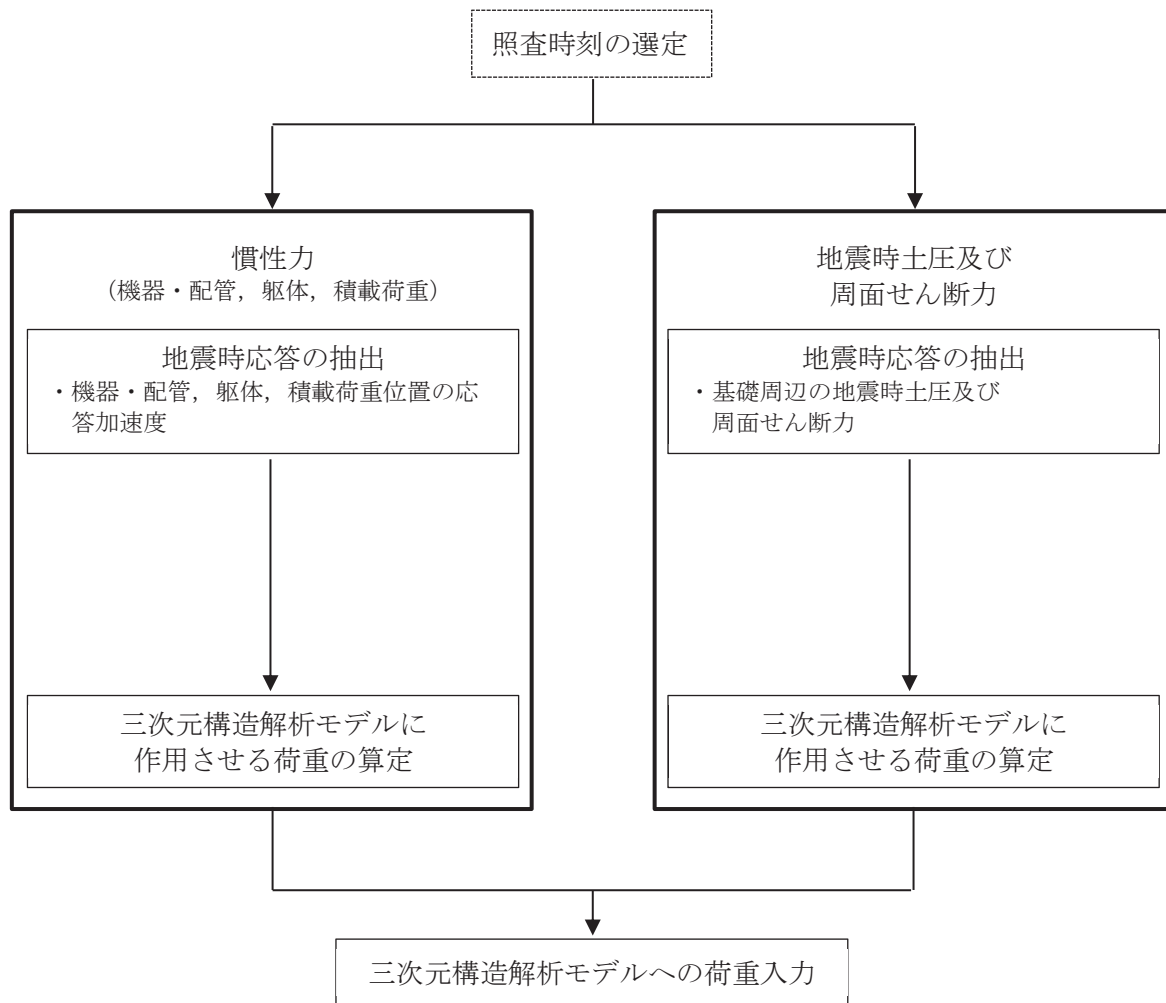 照査時刻の選定
慣性力
（機器・配管，躯体，積載荷重）
地震時応答の抽出
・機器・配管，躯体，積載荷重位置の応
答加速度
三次元構造解析モデルに
作用させる荷重の算定
地震時土圧及び
周面せん断力
地震時応答の抽出
・基礎周辺の地震時土圧及び
周面せん断力
三次元構造解析モデルに
作用させる荷重の算定
三次元構造解析モデルへの荷重入力